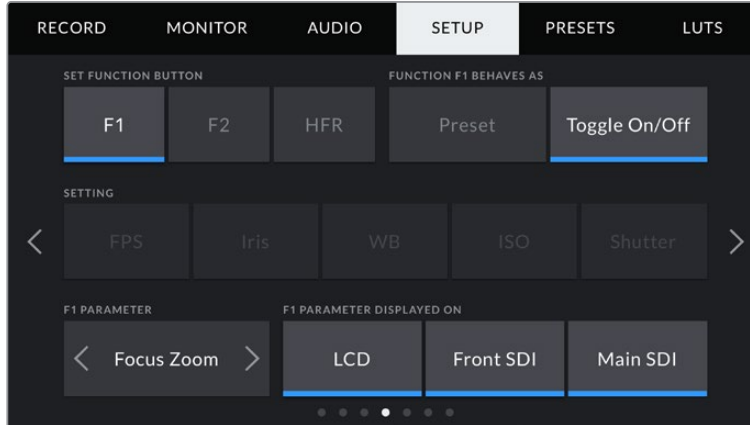 RECORD MONITOR AUDIO SETUP PRESETS LUTS
SET FUNCTION BUTTON FUNCTION F1 BEHAVES AS
F1 F2 HFR Preset Toggle On/Off
SETTING
FPS Iris WB ISO Shutter
F1 PARAMETER F1 PARAMETER DISPLAYED ON
Focus Zoom LCD Front SDI Main SDI